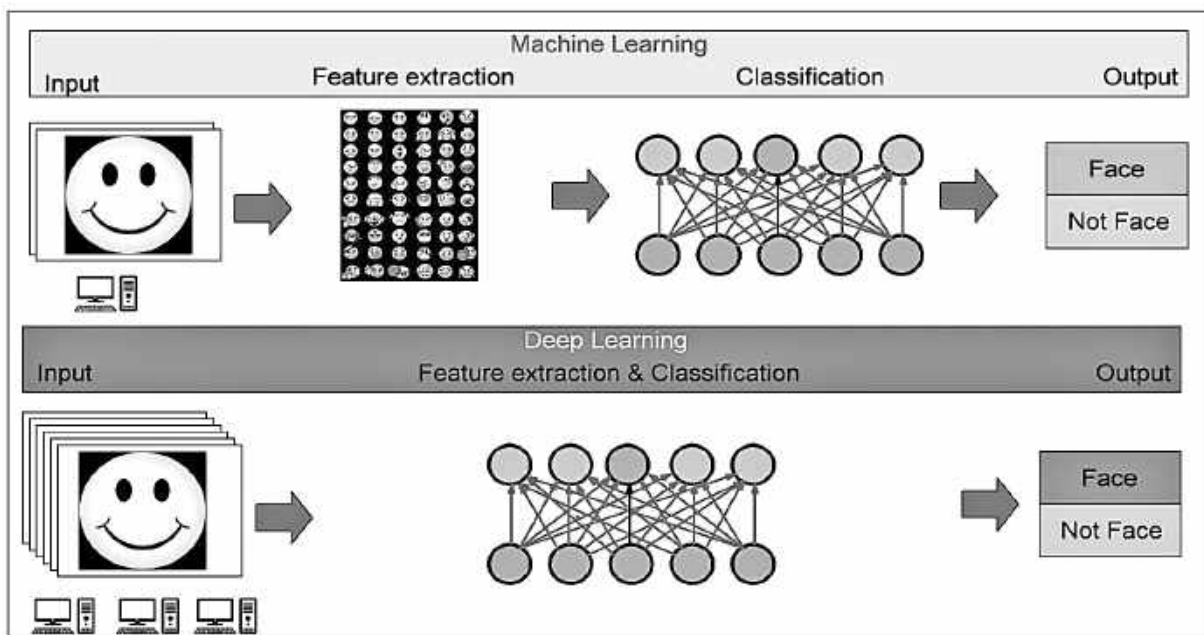 Machine Learning
Input Feature extraction Classification Output
Face
Not Face
Deep Learning
Input Feature extraction & Classification Output
Face
Not Face